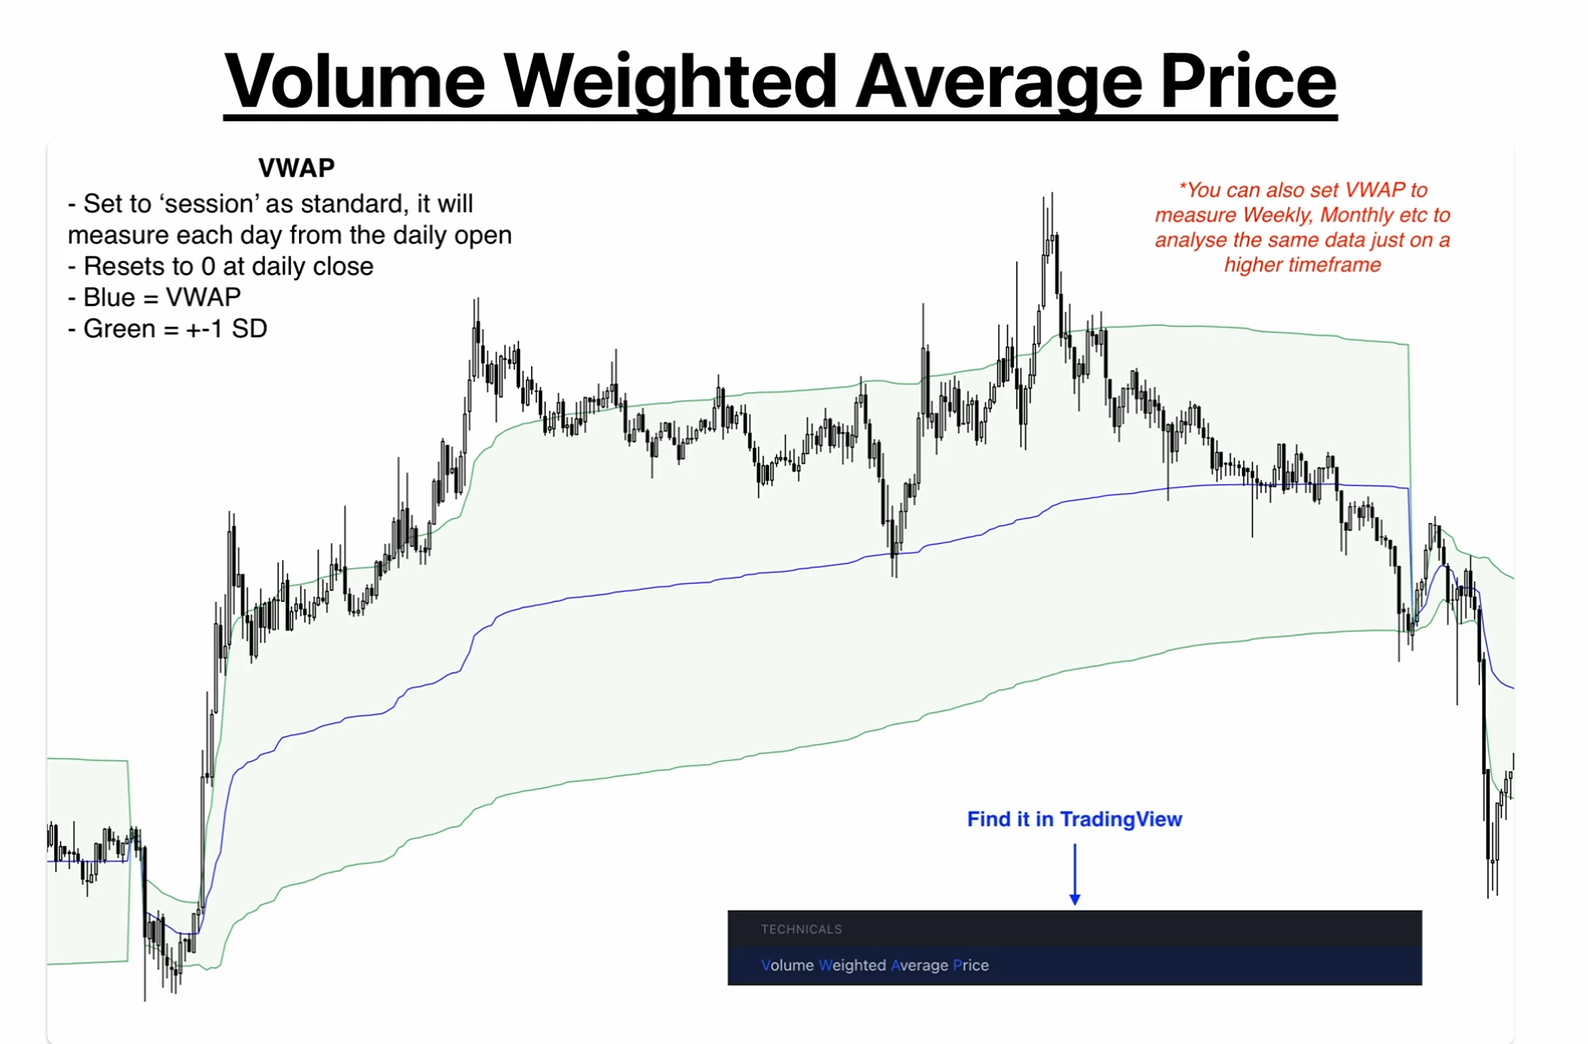 Volume Weighted Average Price
VWAP
- Set to ‘session’ as standard, it will
measure each day from the daily open
- Resets to 0 at daily close
- Blue = VWAP
- Green = +-1 SD
*You can also set VWAP to
measure Weekly, Monthly etc to
analyse the same data just on a
higher timeframe
Find it in TradingView
TECHNICALS
Volume Weighted Average Price